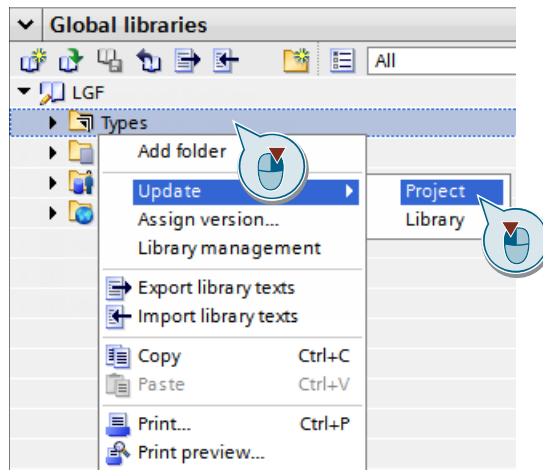 Global libraries
All
LGF
Types
Add folder
Update
Project
Assign version...
Library
Library management
Export library texts
Import library texts
Copy Ctrl+C
Paste Ctrl+V
Print... Ctrl+P
Print preview...